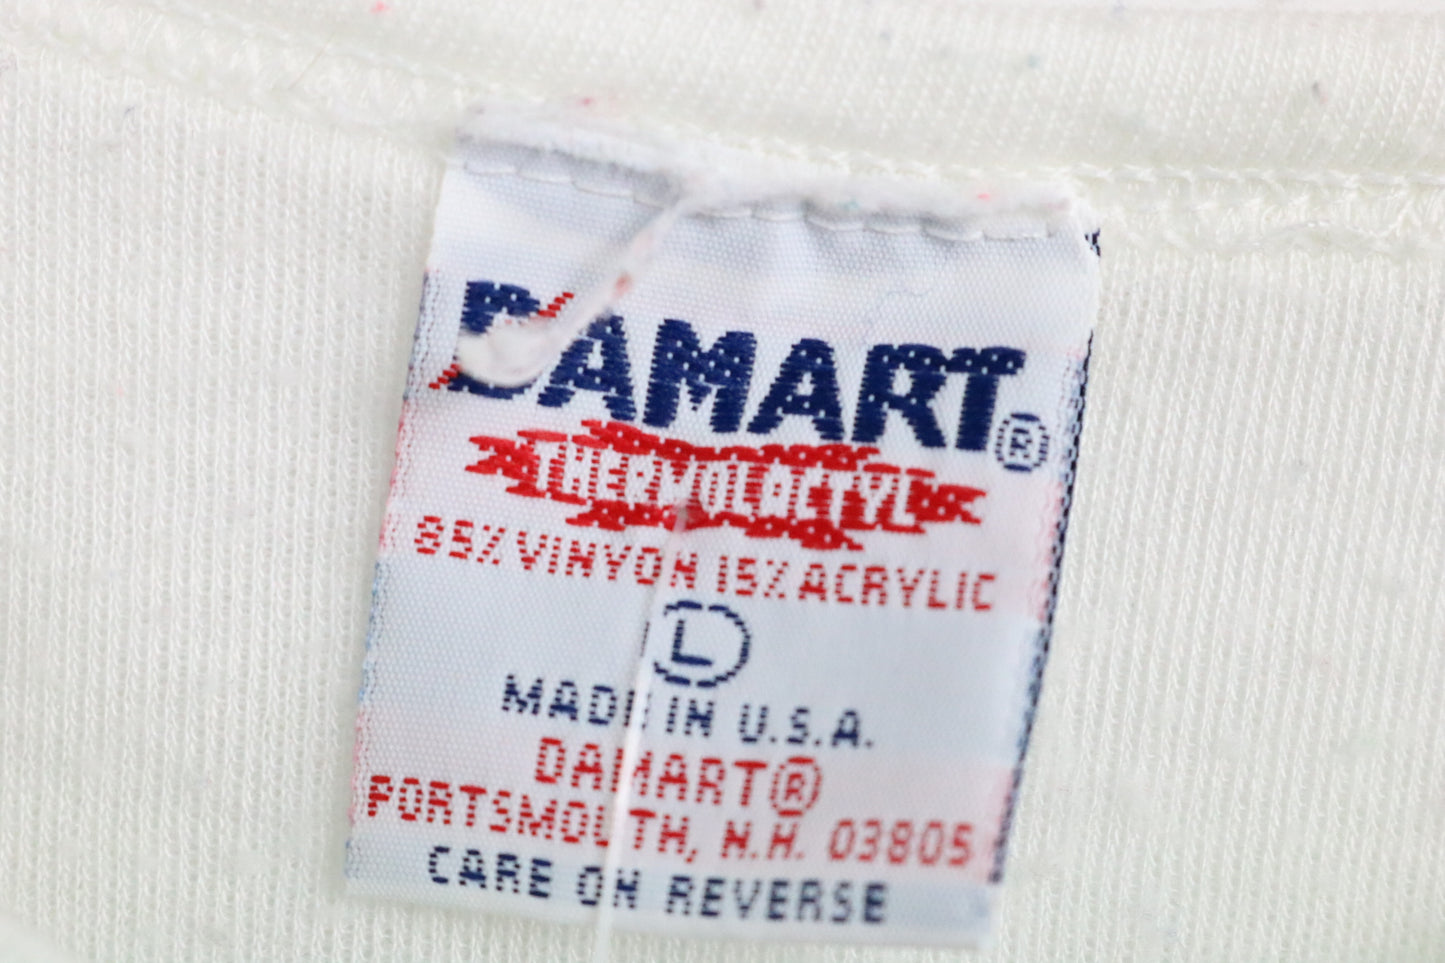 DAMART®
THERMOLACTYL
85% VINYON 15% ACRYLIC
L
MADE IN U.S.A.
DAMART®
PORTSMOUTH, N.H. 03805
CARE ON REVERSE